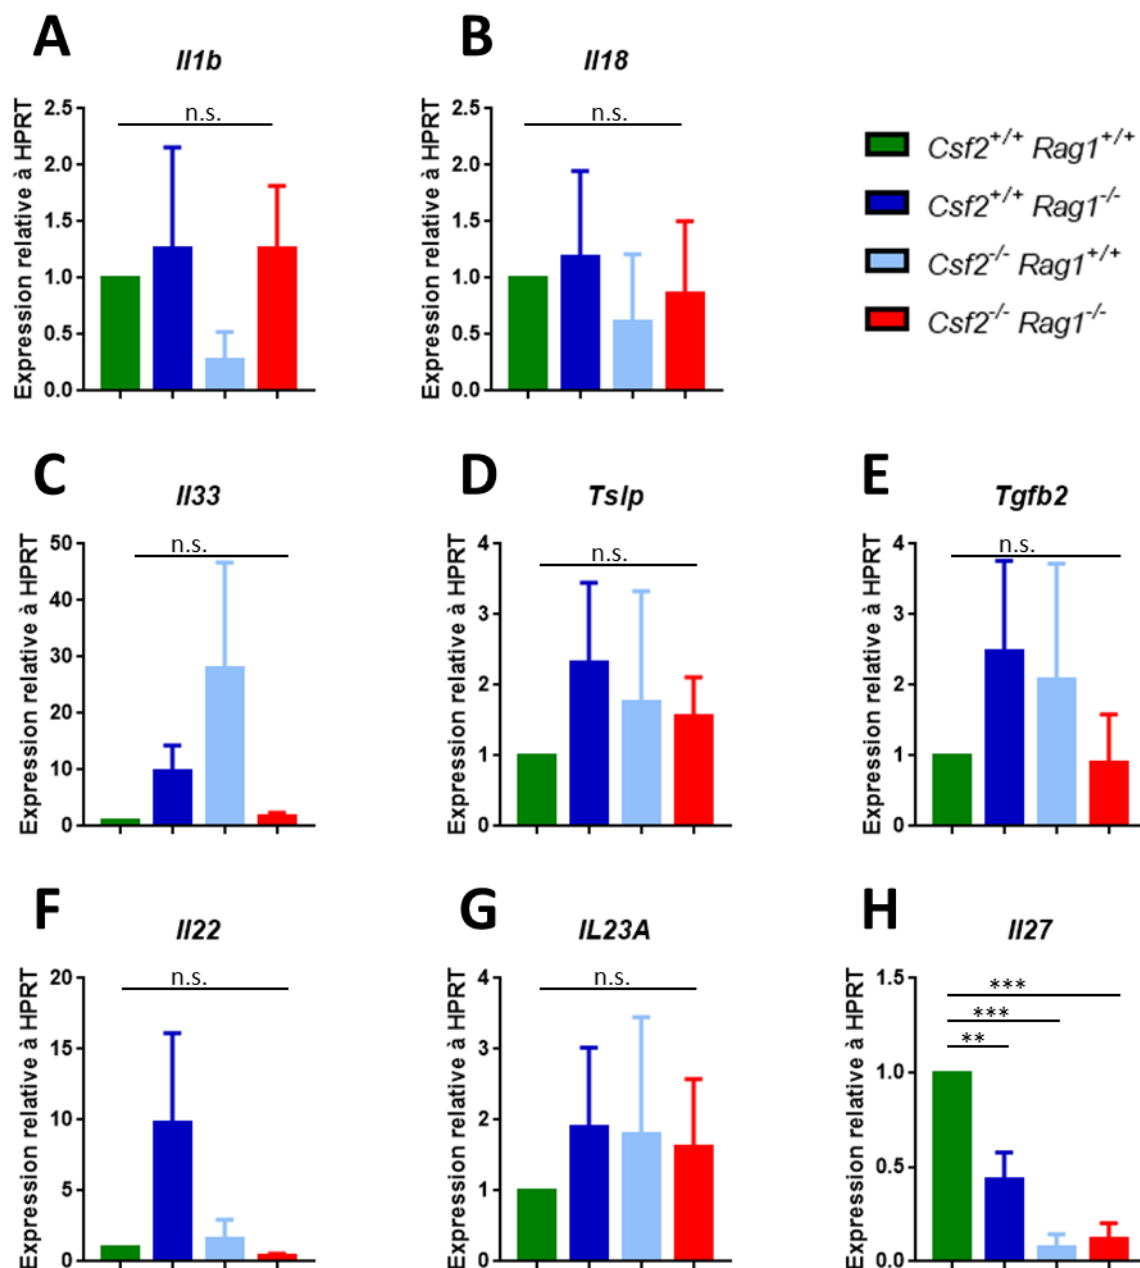 A
Il1b
Expression relative à HPRT
2.5
2.0
1.5
1.0
0.5
0.0
n.s.
B
Il18
Expression relative à HPRT
2.5
2.0
1.5
1.0
0.5
0.0
n.s.
Csf2+/+ Rag1+/+
Csf2+/+ Rag1-/-
Csf2-/- Rag1+/+
Csf2-/- Rag1-/-
C
Il33
Expression relative à HPRT
50
40
30
20
10
0
n.s.
D
Tslp
Expression relative à HPRT
4
3
2
1
0
n.s.
E
Tgfb2
Expression relative à HPRT
4
3
2
1
0
n.s.
F
Il22
Expression relative à HPRT
20
15
10
5
0
n.s.
G
IL23A
Expression relative à HPRT
4
3
2
1
0
n.s.
H
Il27
Expression relative à HPRT
1.5
1.0
0.5
0.0
***
***
**